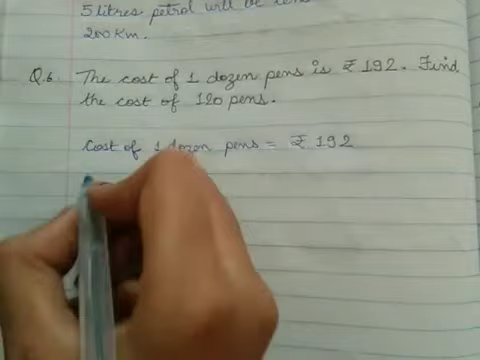 5 litres petrol will be
200 Km.
Q.6. The cost of 1 dozen pens is ₹ 192. Find
the cost of 120 pens.
Cost of 1 dozen pens = ₹ 192